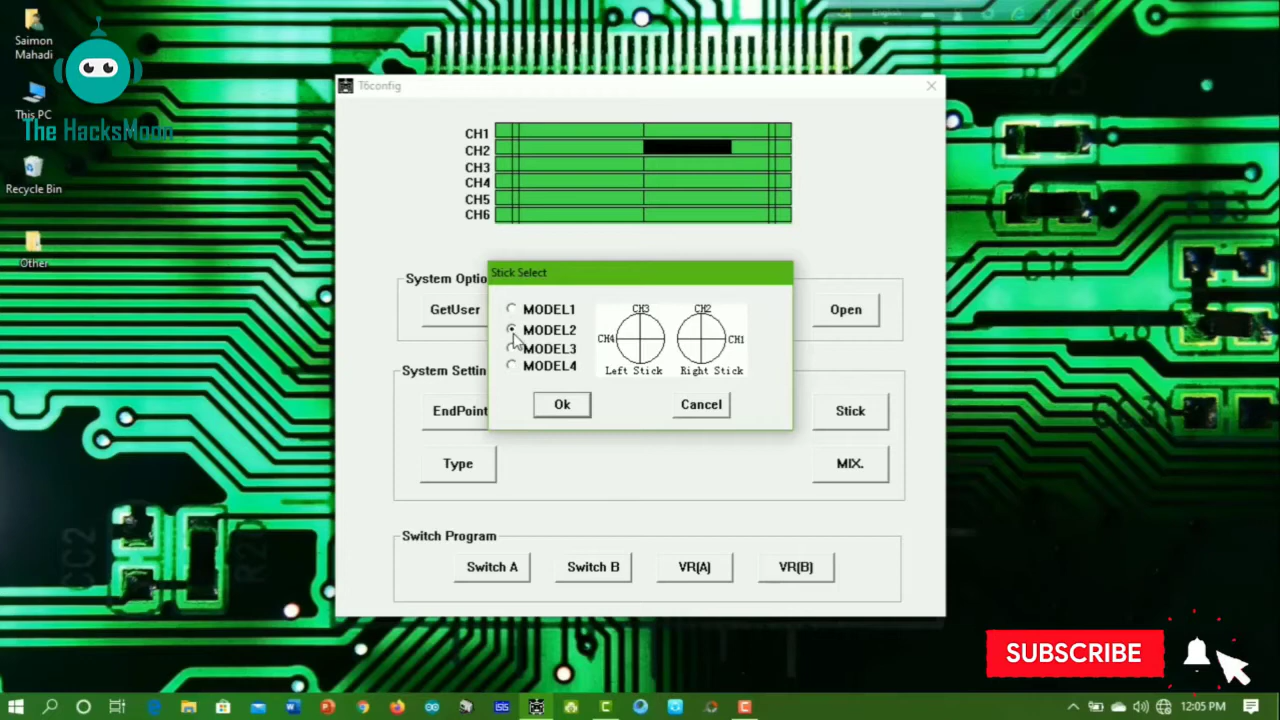 Saimon
Mahadi
This PC
The HacksMoon
Recycle Bin
Other
English
T6config
CH1
CH2
CH3
CH4
CH5
CH6
System Optio
GetUser
Open
Stick Select
MODEL1
MODEL2
MODEL3
MODEL4
CH3
CH2
CH4
CH1
Left Stick
Right Stick
Ok
Cancel
System Settin
EndPoint
Stick
Type
MIX.
Switch Program
Switch A
Switch B
VR(A)
VR(B)
SUBSCRIBE
12:05 PM